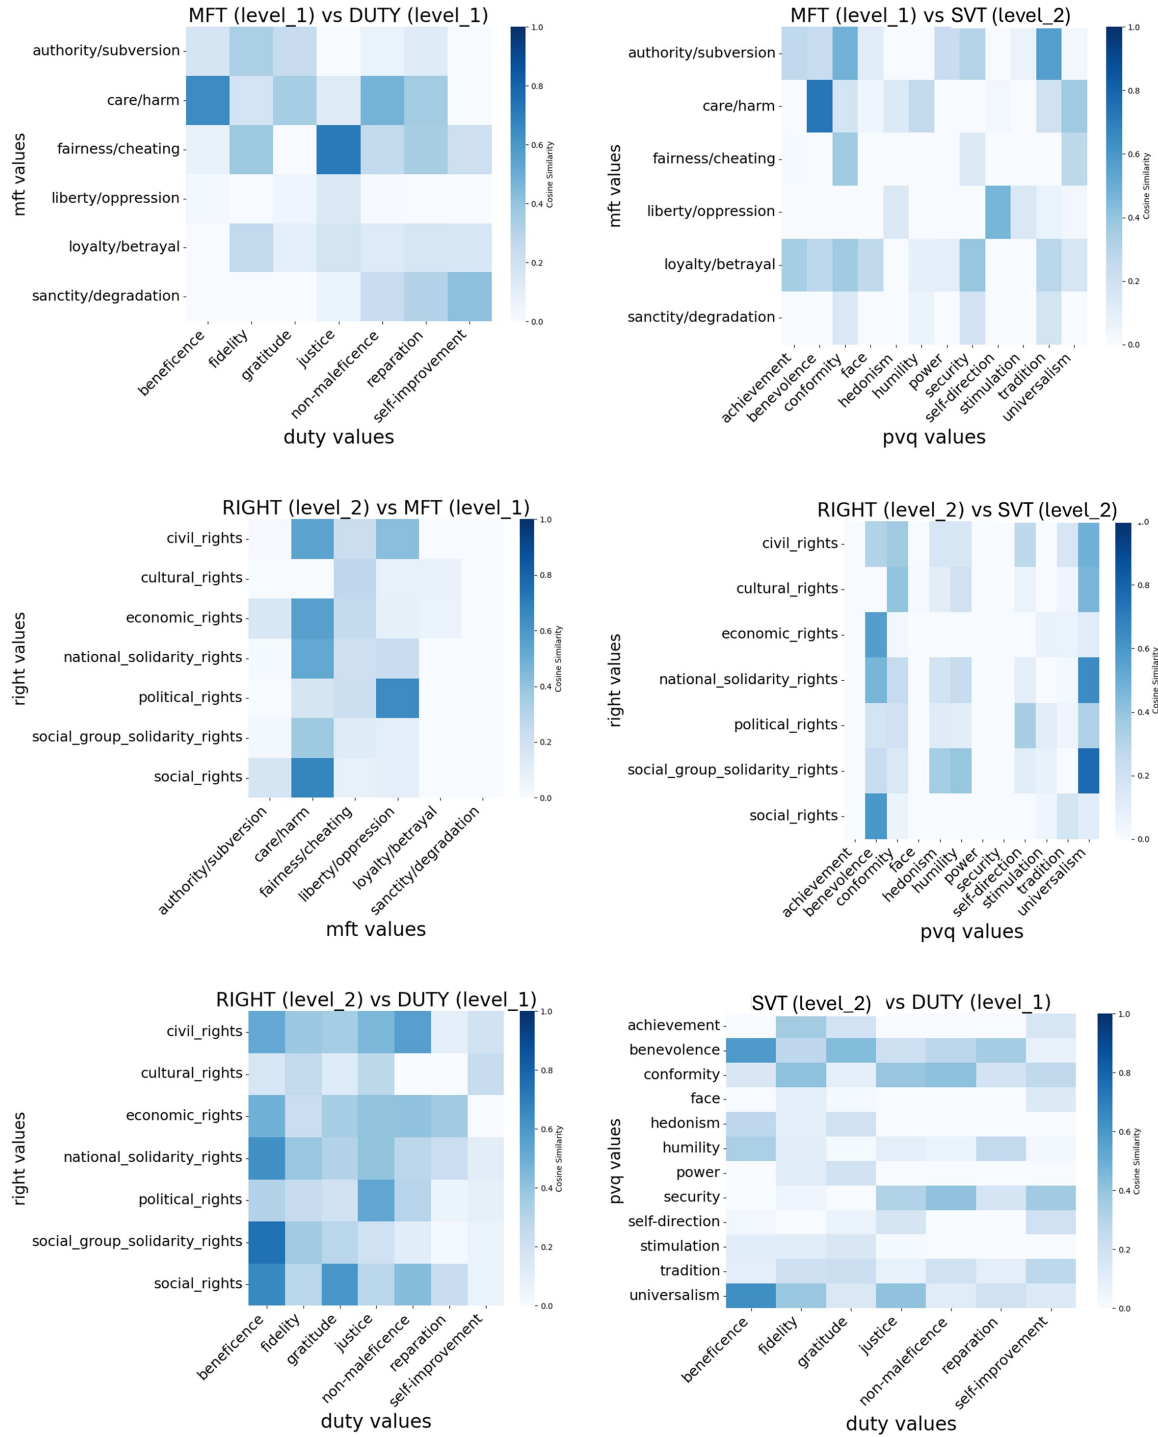 MFT (level_1) vs DUTY (level_1)
mft values
authority/subversion
care/harm
fairness/cheating
liberty/oppression
loyalty/betrayal
sanctity/degradation
beneficence
fidelity
gratitude
justice
non-maleficence
reparation
self-improvement
duty values
1.0
0.8
0.6
0.4
0.2
0.0
Cosine Similarity
MFT (level_1) vs SVT (level_2)
mft values
authority/subversion
care/harm
fairness/cheating
liberty/oppression
loyalty/betrayal
sanctity/degradation
achievement
benevolence
conformity
face
hedonism
humility
power
security
self-direction
stimulation
tradition
universalism
pvq values
1.0
0.8
0.6
0.4
0.2
0.0
Cosine Similarity
RIGHT (level_2) vs MFT (level_1)
right values
civil_rights
cultural_rights
economic_rights
national_solidarity_rights
political_rights
social_group_solidarity_rights
social_rights
authority/subversion
care/harm
fairness/cheating
liberty/oppression
loyalty/betrayal
sanctity/degradation
mft values
1.0
0.8
0.6
0.4
0.2
0.0
Cosine Similarity
RIGHT (level_2) vs SVT (level_2)
right values
civil_rights
cultural_rights
economic_rights
national_solidarity_rights
political_rights
social_group_solidarity_rights
social_rights
achievement
benevolence
conformity
face
hedonism
humility
power
security
self-direction
stimulation
tradition
universalism
pvq values
0.8
0.6
0.4
0.2
0.0
Cosine Similarity
RIGHT (level_2) vs DUTY (level_1)
right values
civil_rights
cultural_rights
economic_rights
national_solidarity_rights
political_rights
social_group_solidarity_rights
social_rights
beneficence
fidelity
gratitude
justice
non-maleficence
reparation
self-improvement
duty values
1.0
0.8
0.6
0.4
0.2
0.0
Cosine Similarity
SVT (level_2) vs DUTY (level_1)
pvq values
achievement
benevolence
conformity
face
hedonism
humility
power
security
self-direction
stimulation
tradition
universalism
beneficence
fidelity
gratitude
justice
non-maleficence
reparation
self-improvement
duty values
1.0
0.8
0.6
0.4
0.2
0.0
Cosine Similarity